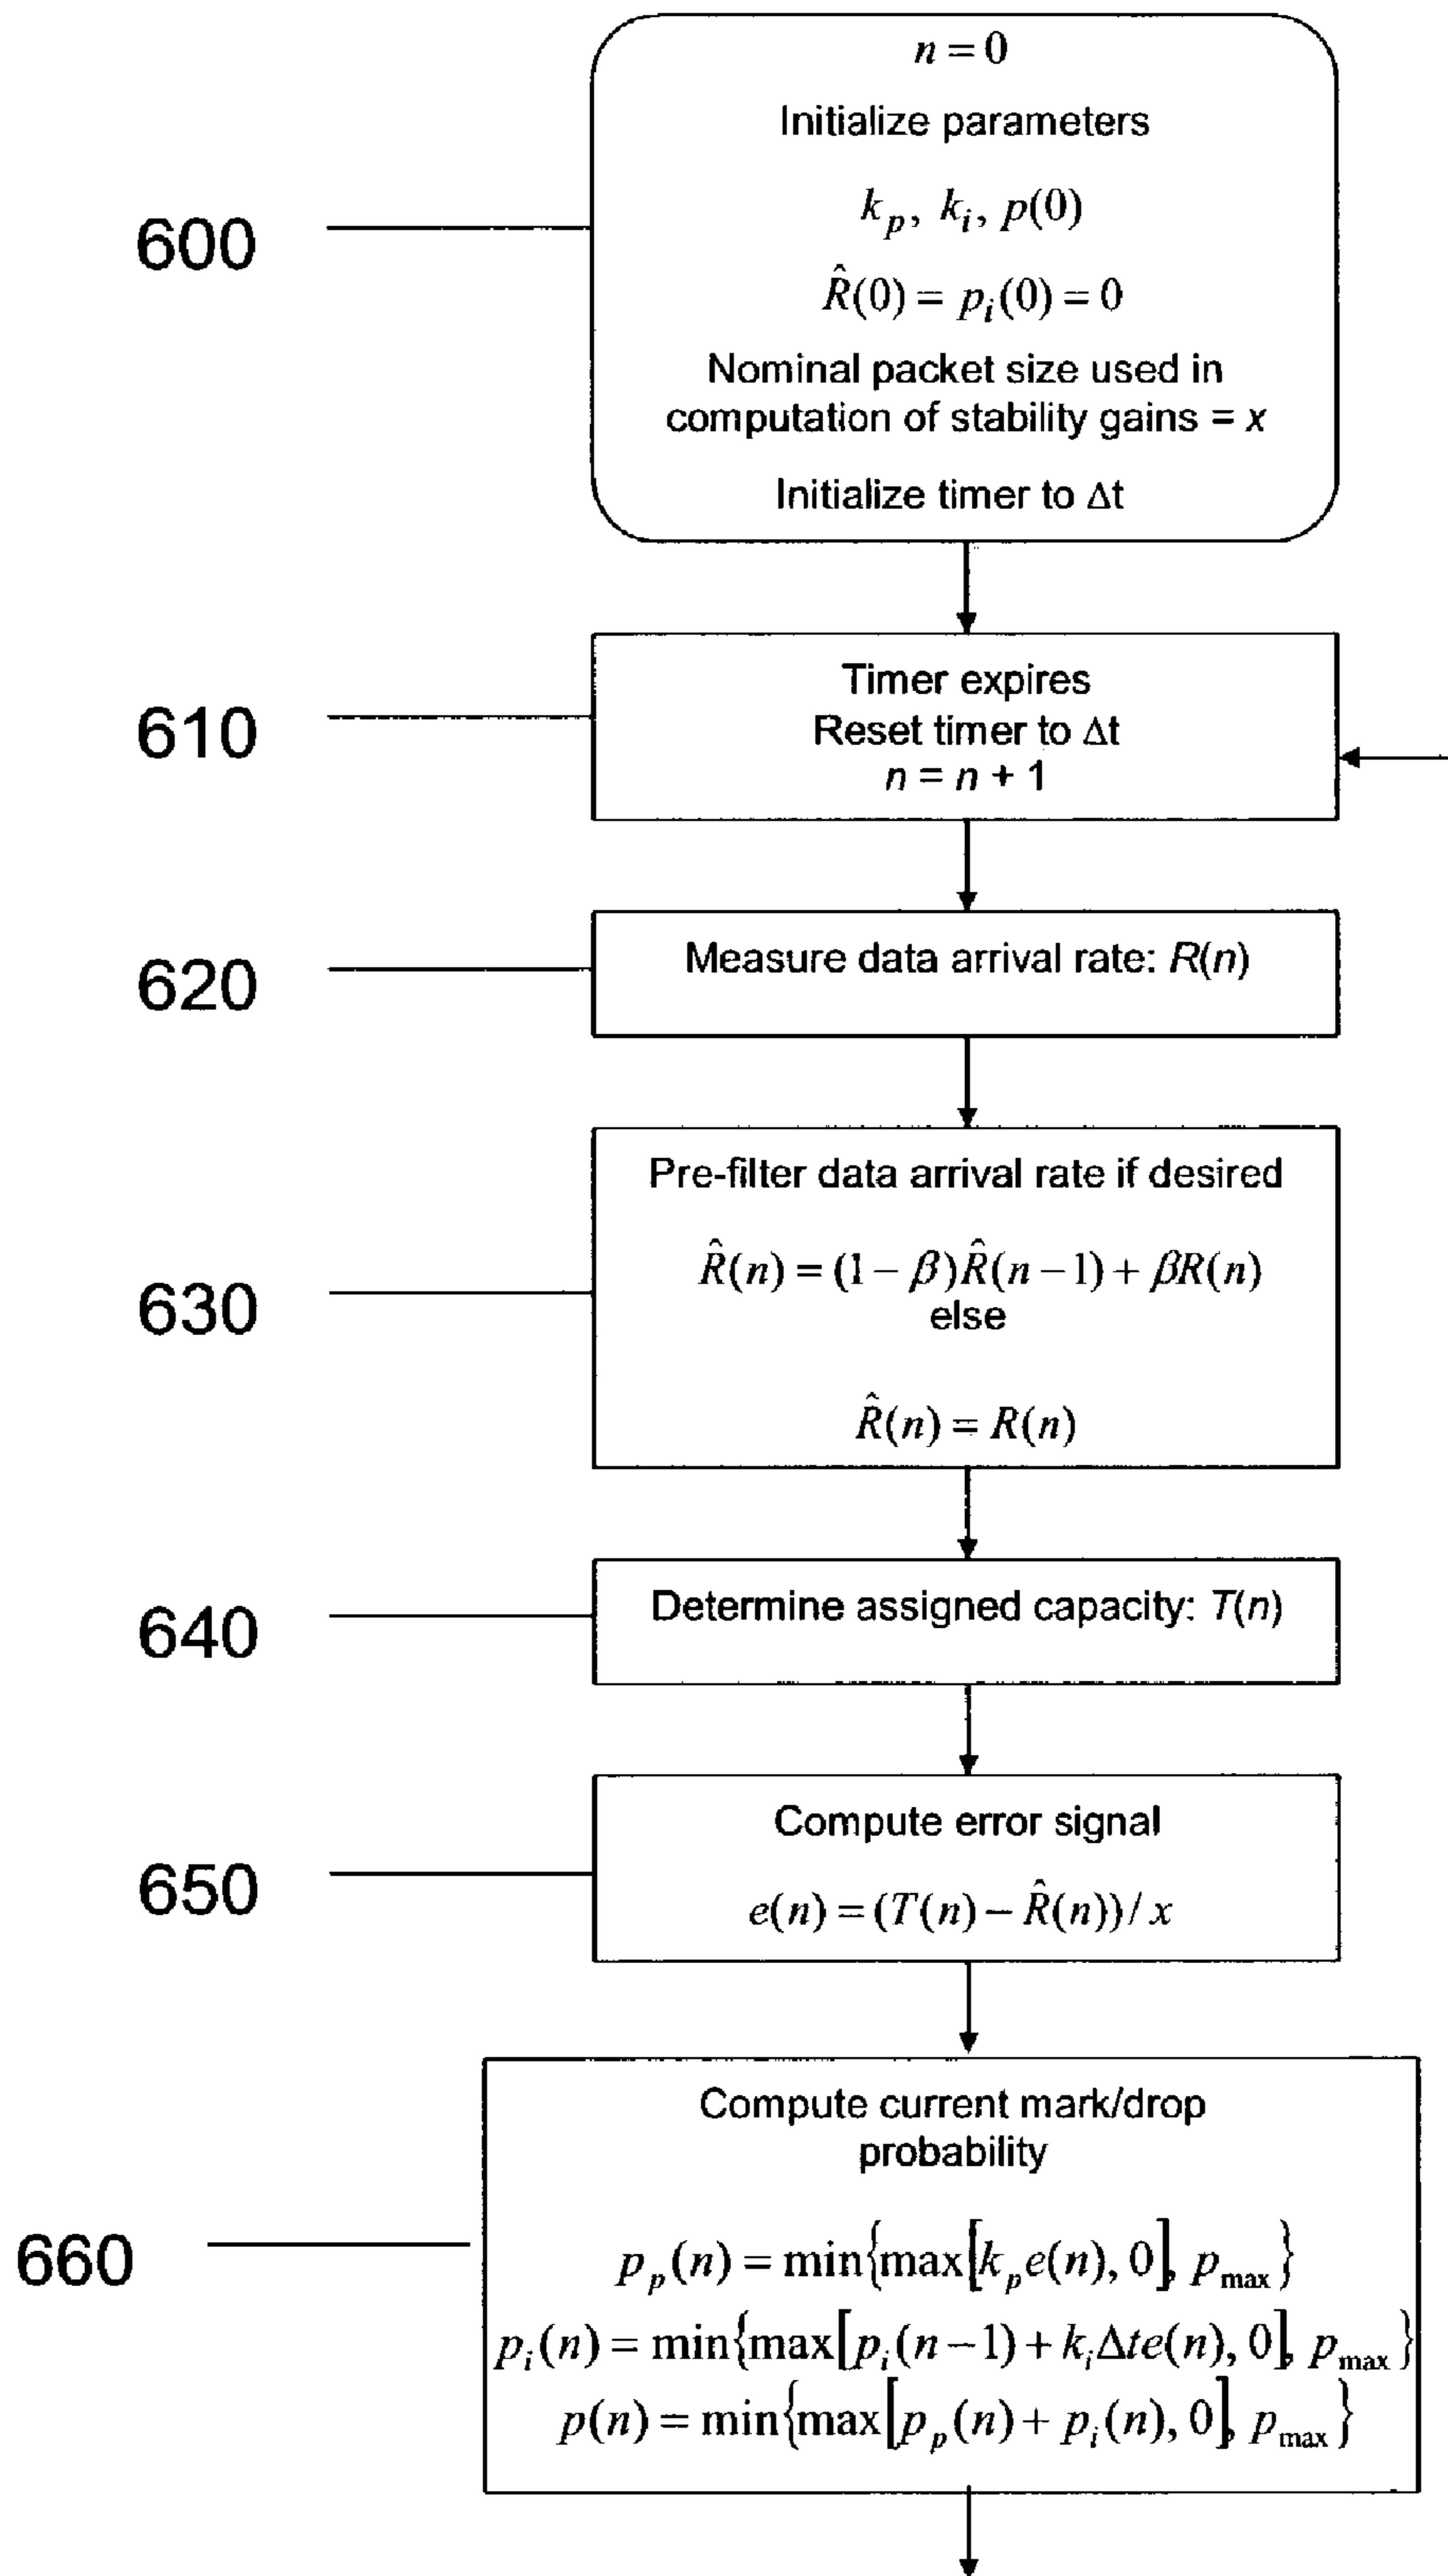 n = 0
Initialize parameters
k_p, k_i, p(0)
R̂(0) = p_i(0) = 0
Nominal packet size used in
computation of stability gains = x
Initialize timer to Δt
600
Timer expires
Reset timer to Δt
n = n + 1
610
Measure data arrival rate: R(n)
620
Pre-filter data arrival rate if desired
R̂(n) = (1 − β)R̂(n − 1) + βR(n)
else
R̂(n) = R(n)
630
Determine assigned capacity: T(n)
640
Compute error signal
e(n) = (T(n) − R̂(n)) / x
650
Compute current mark/drop
probability
p_p(n) = min{max[k_p e(n), 0], p_max}
p_i(n) = min{max[p_i(n−1) + k_i Δte(n), 0], p_max}
p(n) = min{max[p_p(n) + p_i(n), 0], p_max}
660